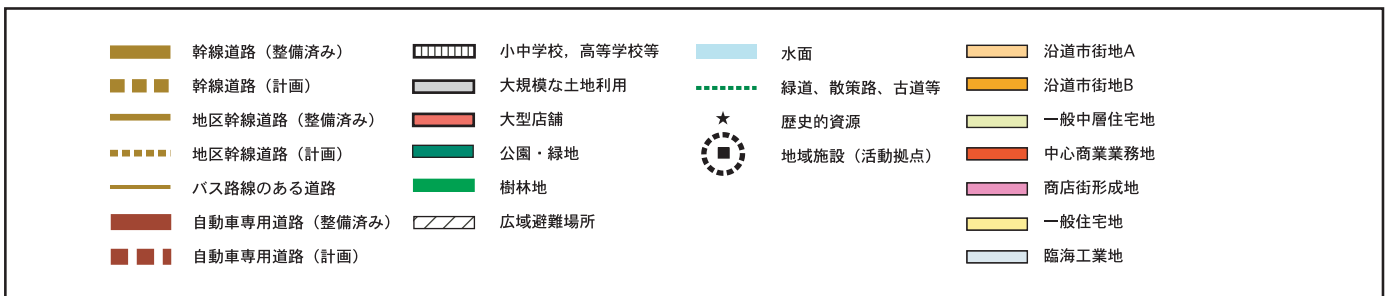 幹線道路（整備済み）
幹線道路（計画）
地区幹線道路（整備済み）
地区幹線道路（計画）
バス路線のある道路
自動車専用道路（整備済み）
自動車専用道路（計画）
小中学校，高等学校等
大規模な土地利用
大型店舗
公園・緑地
樹林地
広域避難場所
水面
緑道、散策路、古道等
歴史的資源
地域施設（活動拠点）
沿道市街地A
沿道市街地B
一般中層住宅地
中心商業業務地
商店街形成地
一般住宅地
臨海工業地